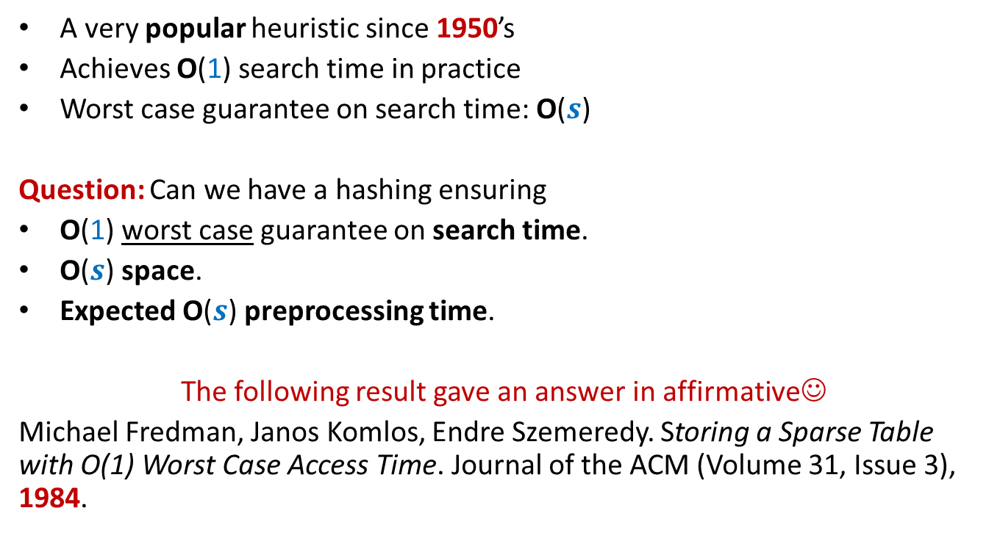 • A very popular heuristic since 1950's
• Achieves O(1) search time in practice
• Worst case guarantee on search time: O(s)
Question: Can we have a hashing ensuring
• O(1) worst case guarantee on search time.
• O(s) space.
• Expected O(s) preprocessing time.
The following result gave an answer in affirmative☺
Michael Fredman, Janos Komlos, Endre Szemeredy. Storing a Sparse Table
with O(1) Worst Case Access Time. Journal of the ACM (Volume 31, Issue 3),
1984.